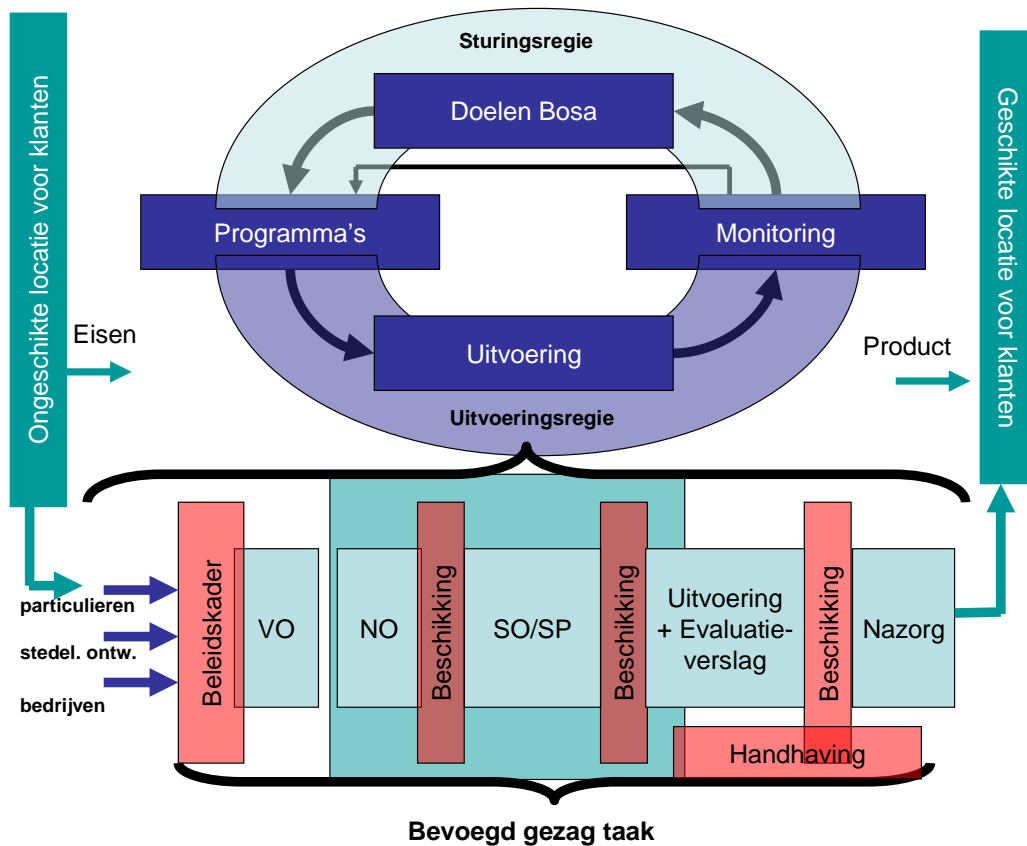 Sturingsregie
Doelen Bosa
Ongeschikte locatie voor klanten
Geschikte locatie voor klanten
Programma's
Monitoring
Eisen
Product
Uitvoering
Uitvoeringsregie
particulieren
stedel. ontw.
bedrijven
Beleidskader
VO
NO
Beschikking
SO/SP
Beschikking
Uitvoering
+ Evaluatie-
verslag
Beschikking
Nazorg
Handhaving
Bevoegd gezag taak